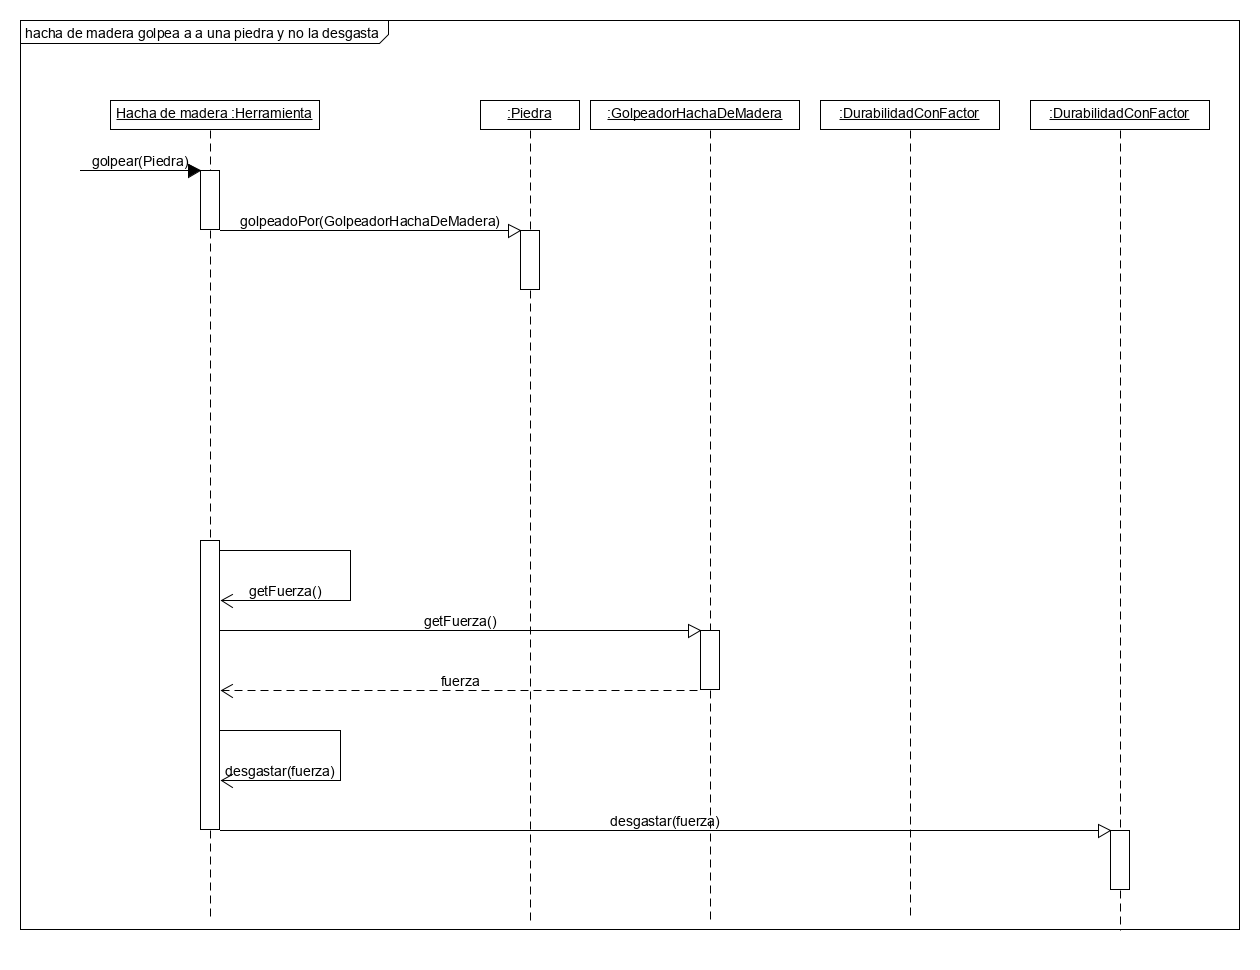 hacha de madera golpea a a una piedra y no la desgasta
Hacha de madera :Herramienta
:Piedra
:GolpeadorHachaDeMadera
:DurabilidadConFactor
:DurabilidadConFactor
golpear(Piedra)
golpeadoPor(GolpeadorHachaDeMadera)
getFuerza()
getFuerza()
fuerza
desgastar(fuerza)
desgastar(fuerza)